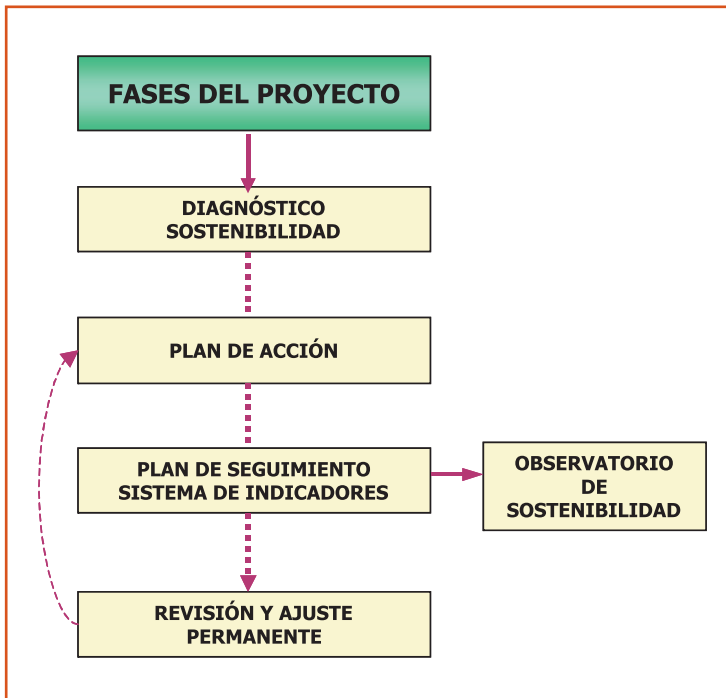 FASES DEL PROYECTO
DIAGNÓSTICO
SOSTENIBILIDAD
PLAN DE ACCIÓN
PLAN DE SEGUIMIENTO
SISTEMA DE INDICADORES
OBSERVATORIO
DE
SOSTENIBILIDAD
REVISIÓN Y AJUSTE
PERMANENTE